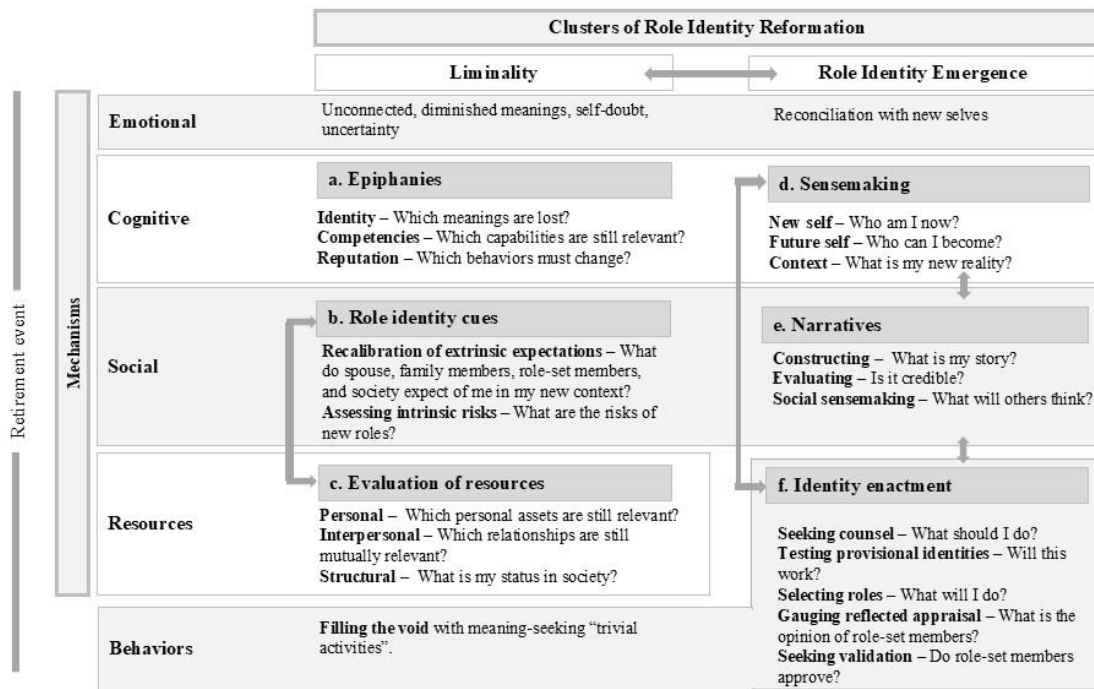 Clusters of Role Identity Reformation
Liminality
Role Identity Emergence
Retirement event
Mechanisms
Emotional
Unconnected, diminished meanings, self-doubt,
uncertainty
Reconciliation with new selves
Cognitive
a. Epiphanies
Identity – Which meanings are lost?
Competencies – Which capabilities are still relevant?
Reputation – Which behaviors must change?
d. Sensemaking
New self – Who am I now?
Future self – Who can I become?
Context – What is my new reality?
Social
b. Role identity cues
Recalibration of extrinsic expectations – What
do spouse, family members, role-set members,
and society expect of me in my new context?
Assessing intrinsic risks – What are the risks of
new roles?
e. Narratives
Constructing – What is my story?
Evaluating – Is it credible?
Social sensemaking – What will others think?
Resources
c. Evaluation of resources
Personal – Which personal assets are still relevant?
Interpersonal – Which relationships are still
mutually relevant?
Structural – What is my status in society?
f. Identity enactment
Seeking counsel – What should I do?
Testing provisional identities – Will this
work?
Selecting roles – What will I do?
Gauging reflected appraisal – What is the
opinion of role-set members?
Seeking validation – Do role-set members
approve?
Behaviors
Filling the void with meaning-seeking “trivial
activities”.